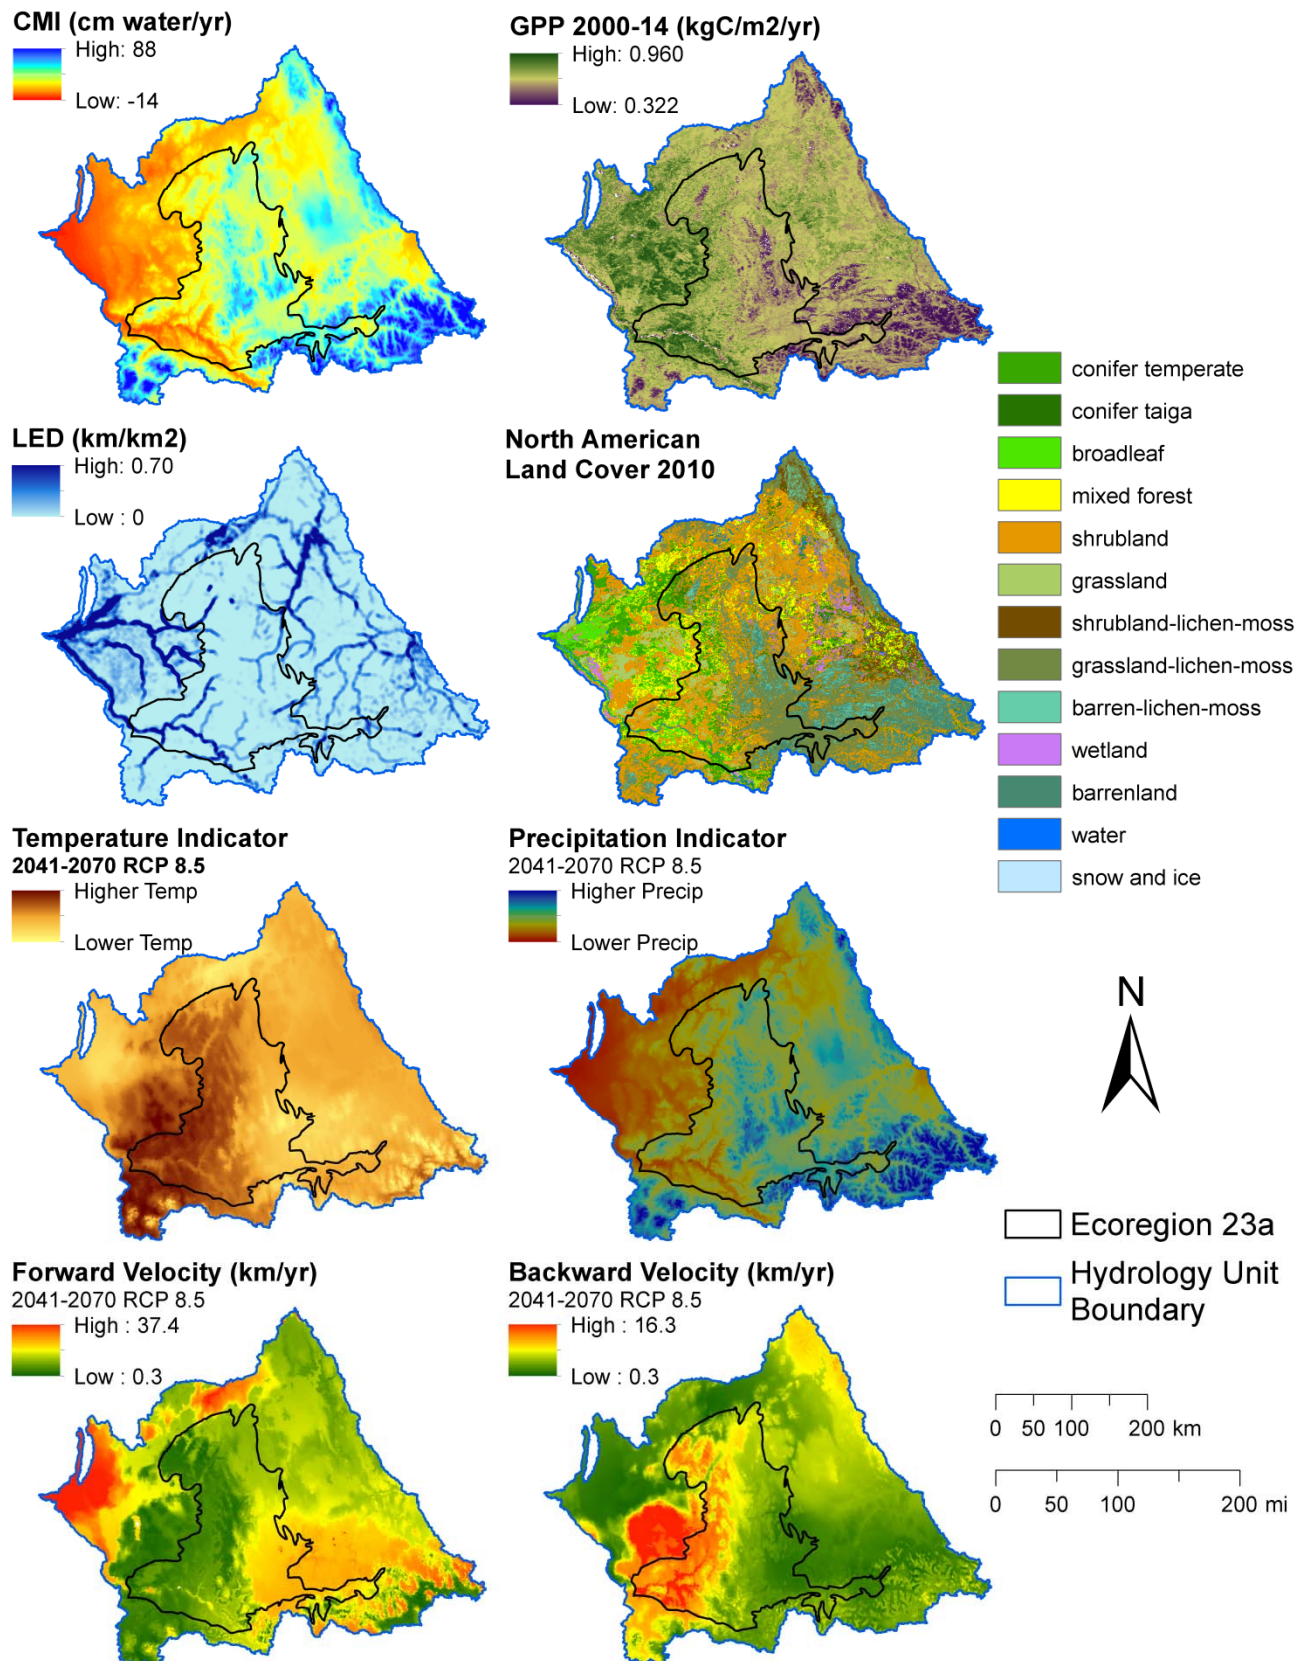 CMI (cm water/yr)
High: 88
Low: -14
GPP 2000-14 (kgC/m2/yr)
High: 0.960
Low: 0.322
LED (km/km2)
High: 0.70
Low : 0
North American
Land Cover 2010
conifer temperate
conifer taiga
broadleaf
mixed forest
shrubland
grassland
shrubland-lichen-moss
grassland-lichen-moss
barren-lichen-moss
wetland
barrenland
water
snow and ice
Temperature Indicator
2041-2070 RCP 8.5
Higher Temp
Lower Temp
Precipitation Indicator
2041-2070 RCP 8.5
Higher Precip
Lower Precip
N
Ecoregion 23a
Hydrology Unit
Boundary
Forward Velocity (km/yr)
2041-2070 RCP 8.5
High : 37.4
Low : 0.3
Backward Velocity (km/yr)
2041-2070 RCP 8.5
High : 16.3
Low : 0.3
0 50 100 200 km
0 50 100 200 mi